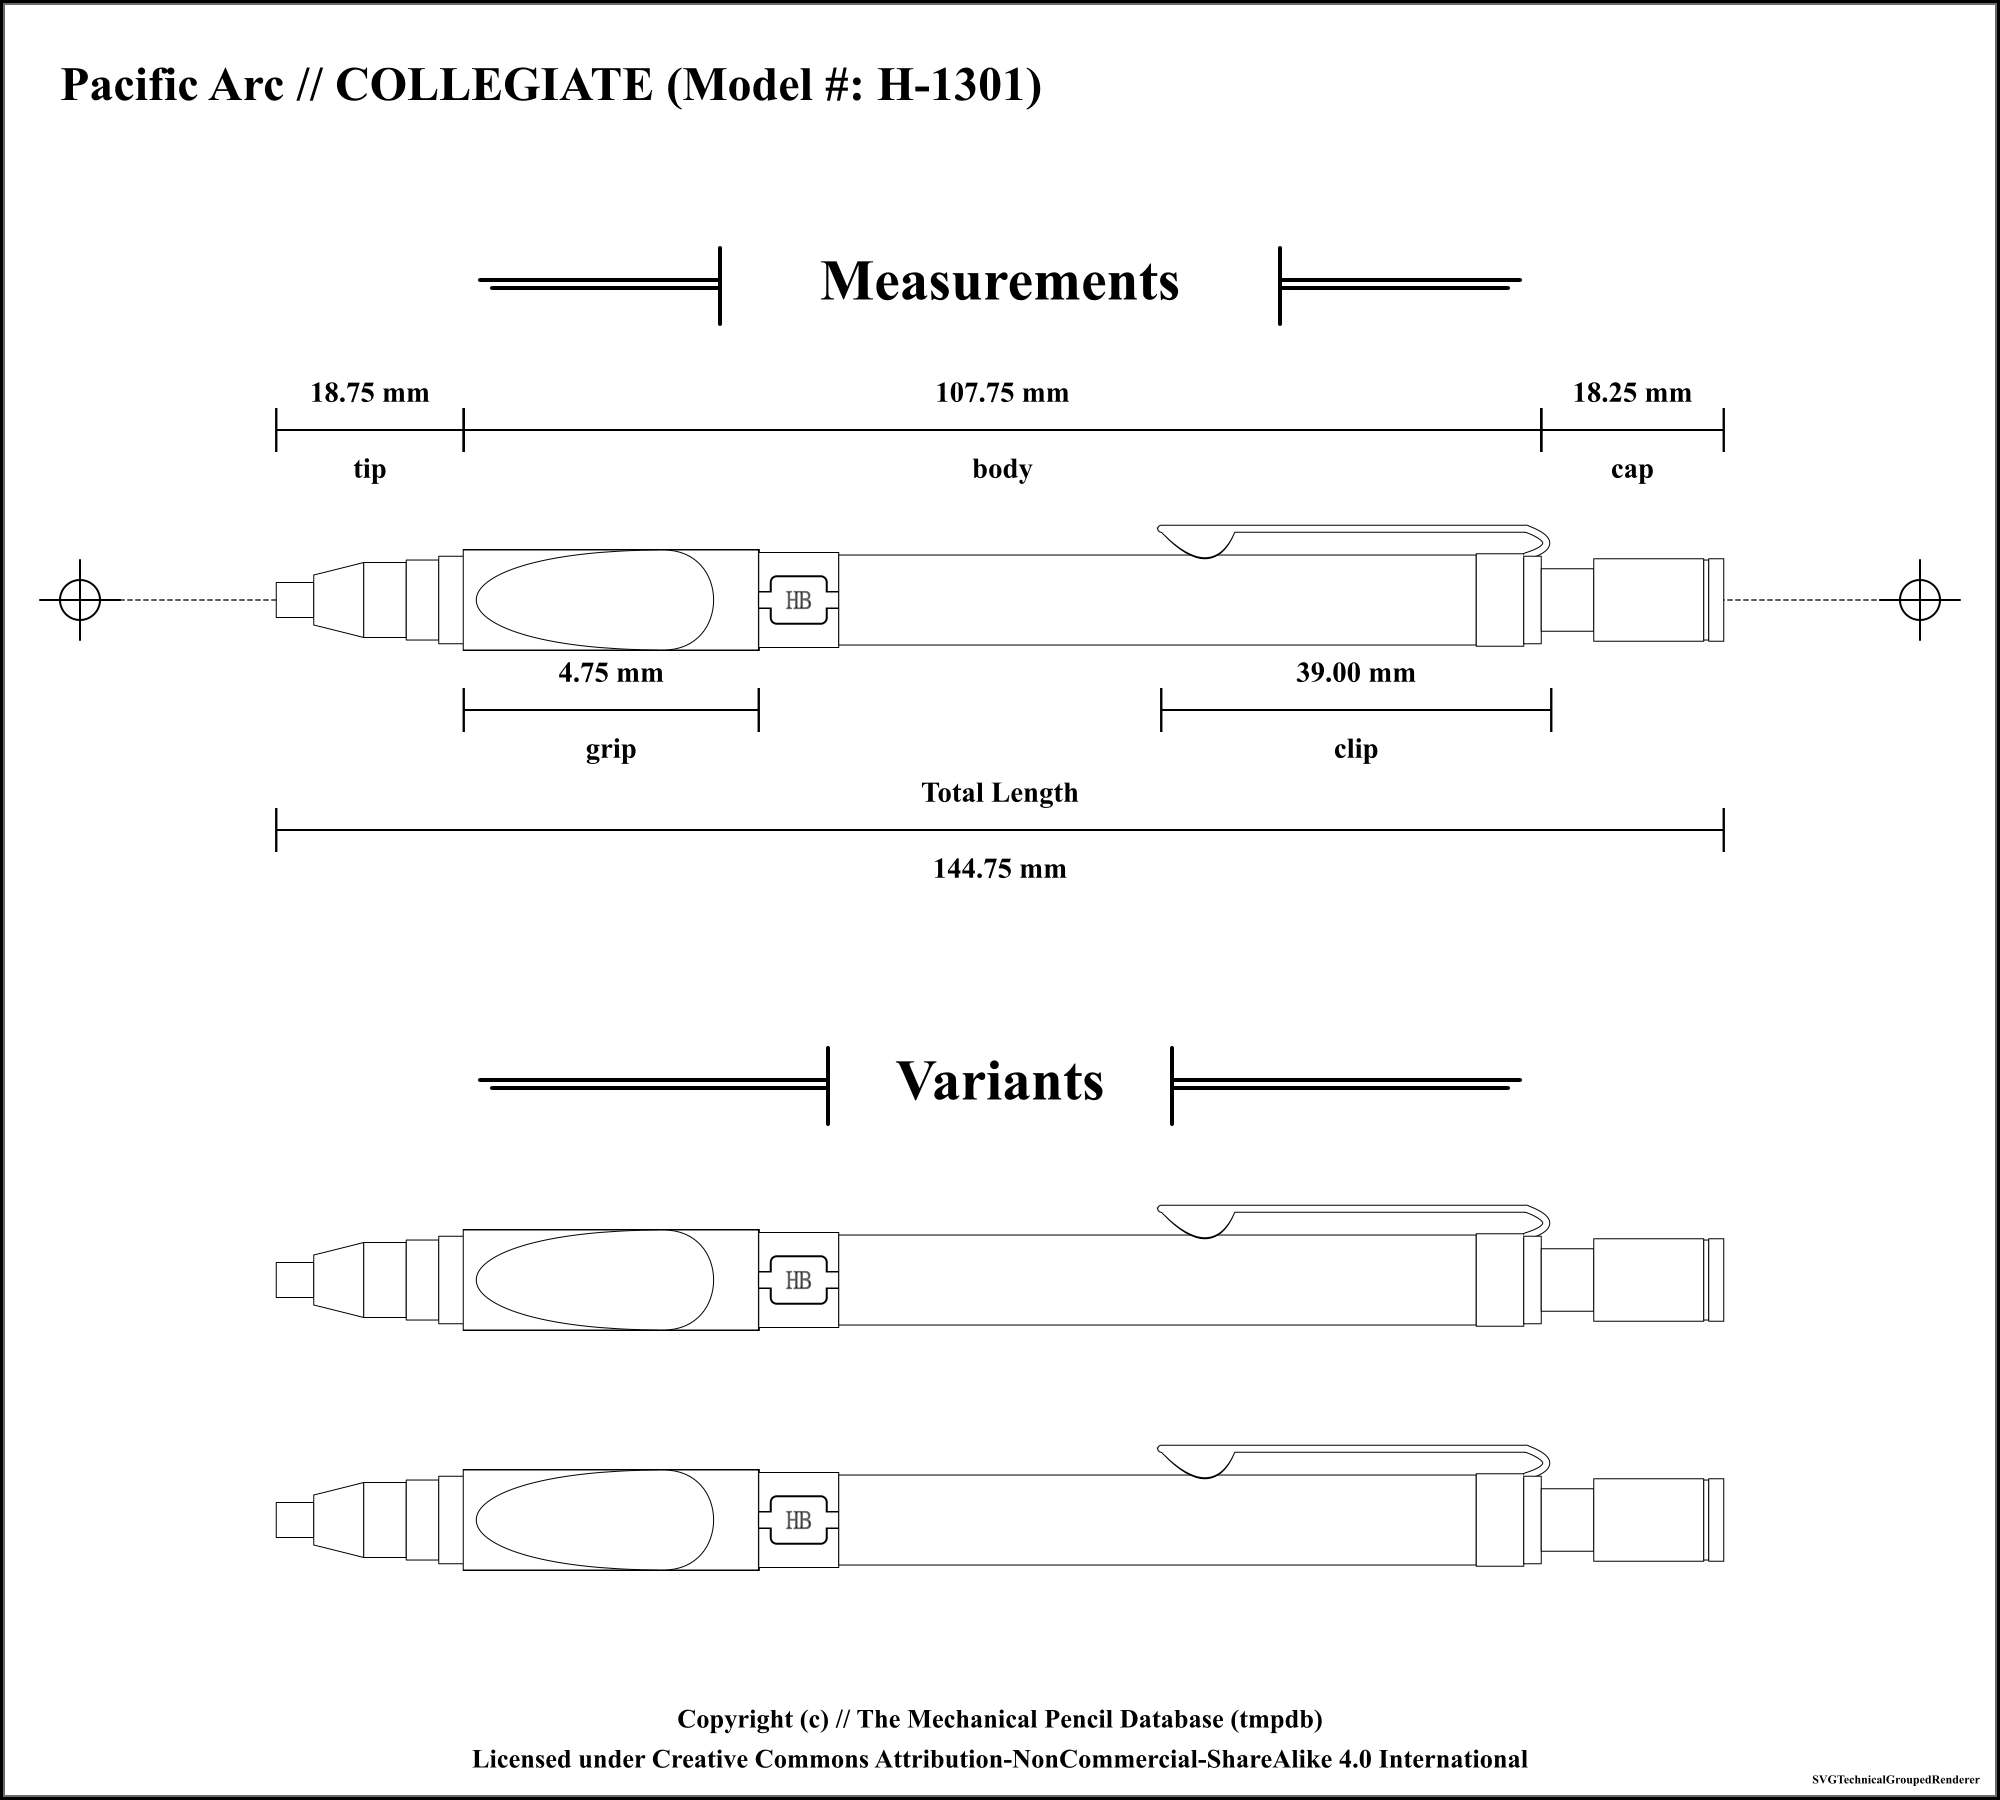 Pacific Arc // COLLEGIATE (Model #: H-1301)
Measurements
18.75 mm
107.75 mm
18.25 mm
tip
body
cap
HB
4.75 mm
39.00 mm
grip
clip
Total Length
144.75 mm
Variants
HB
HB
Copyright (c) // The Mechanical Pencil Database (tmpdb)
Licensed under Creative Commons Attribution-NonCommercial-ShareAlike 4.0 International
SVGTechnicalGroupedRenderer